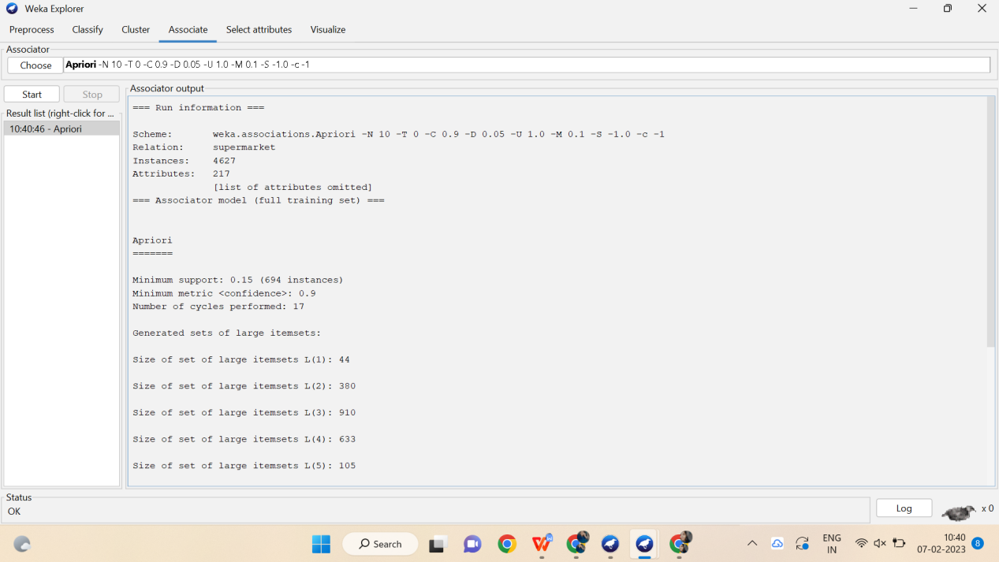 Weka Explorer
Preprocess Classify Cluster Associate Select attributes Visualize
Associator
Choose Apriori -N 10 -T 0 -C 0.9 -D 0.05 -U 1.0 -M 0.1 -S -1.0 -c -1
Start Stop
Result list (right-click for ...
10:40:46 - Apriori
Associator output
=== Run information ===
Scheme: weka.associations.Apriori -N 10 -T 0 -C 0.9 -D 0.05 -U 1.0 -M 0.1 -S -1.0 -c -1
Relation: supermarket
Instances: 4627
Attributes: 217
[list of attributes omitted]
=== Associator model (full training set) ===
Apriori
=======
Minimum support: 0.15 (694 instances)
Minimum metric <confidence>: 0.9
Number of cycles performed: 17
Generated sets of large itemsets:
Size of set of large itemsets L(1): 44
Size of set of large itemsets L(2): 380
Size of set of large itemsets L(3): 910
Size of set of large itemsets L(4): 633
Size of set of large itemsets L(5): 105
Status
OK
Log x 0
Search
ENG
IN
10:40
07-02-2023
8